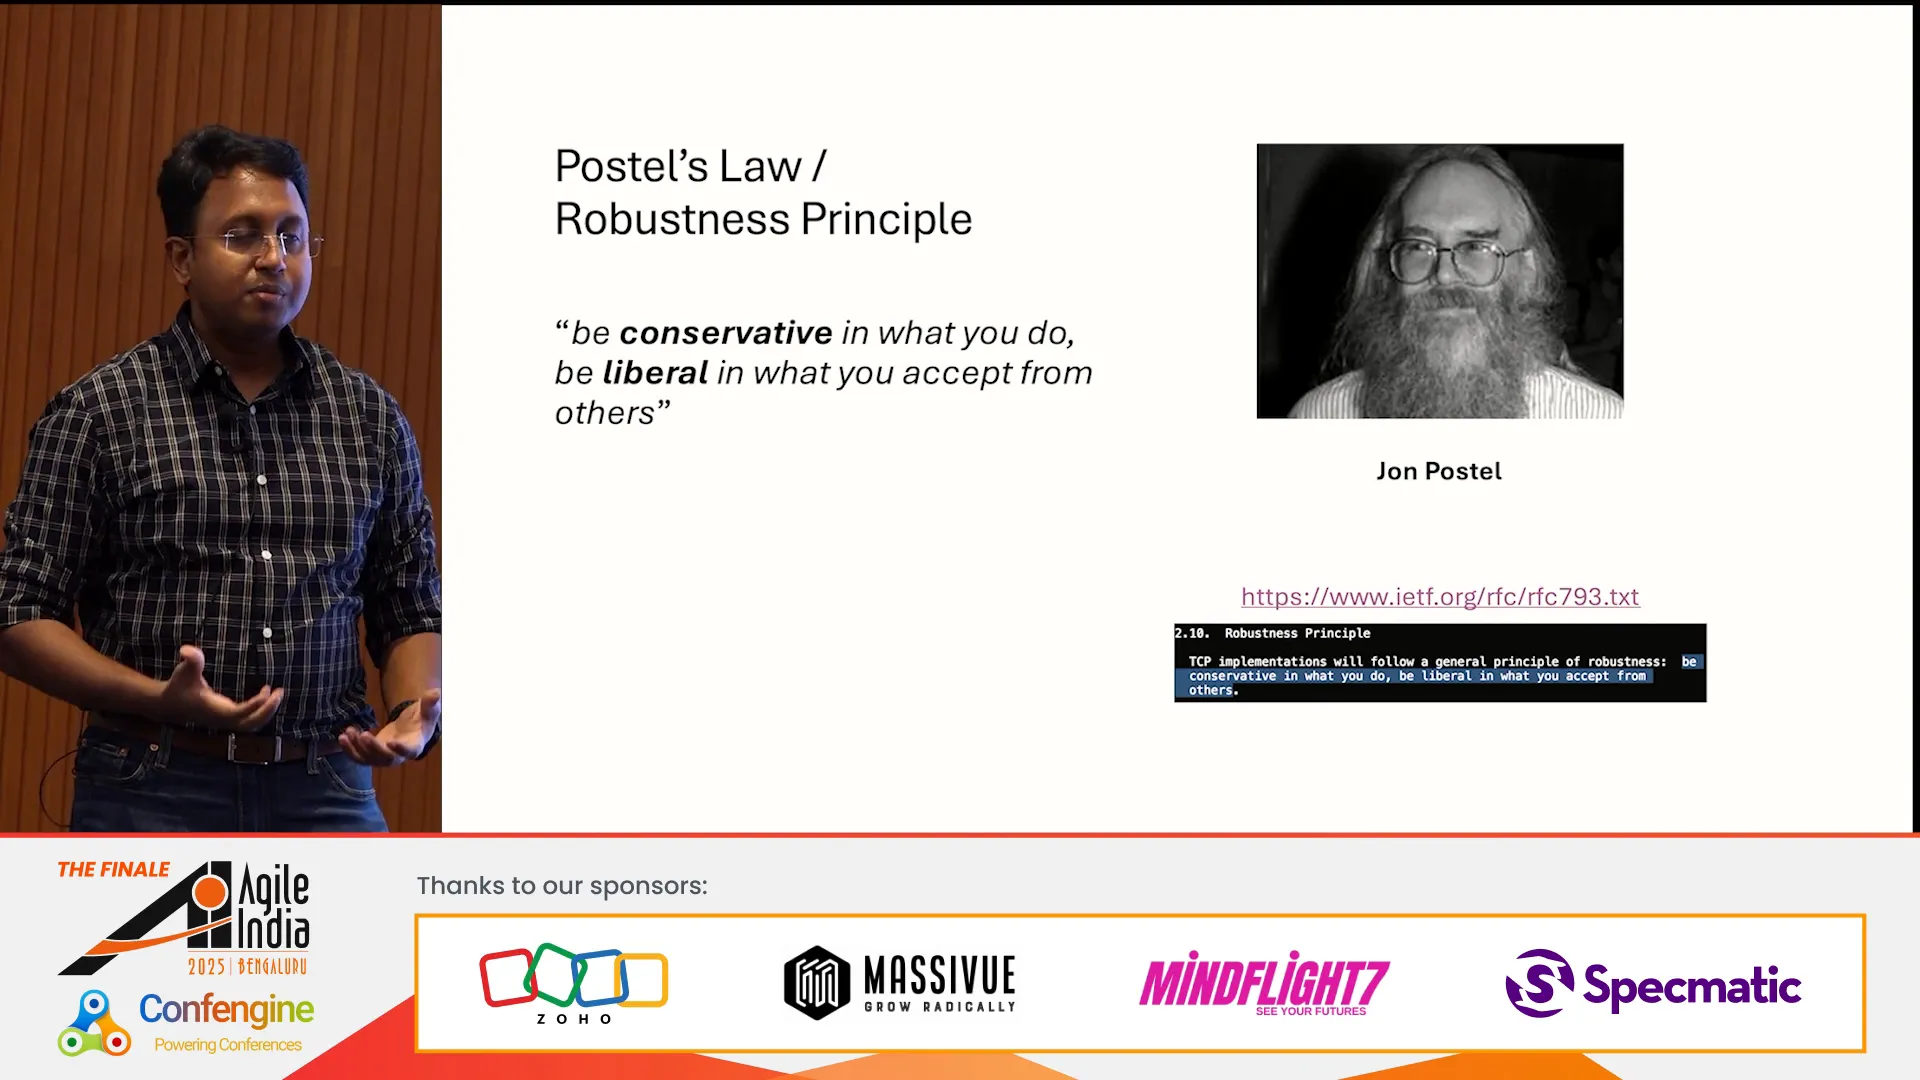 Postel’s Law /
Robustness Principle
“be conservative in what you do,
be liberal in what you accept from
others”
Jon Postel
https://www.ietf.org/rfc/rfc793.txt
2.10. Robustness Principle
TCP implementations will follow a general principle of robustness: be
conservative in what you do, be liberal in what you accept from
others.
THE FINALE
Agile
India
2025 | BENGALURU
Confengine
Powering Conferences
Thanks to our sponsors:
ZOHO
MASSIVUE
GROW RADICALLY
MINDFLIGHT7
SEE YOUR FUTURES
Specmatic